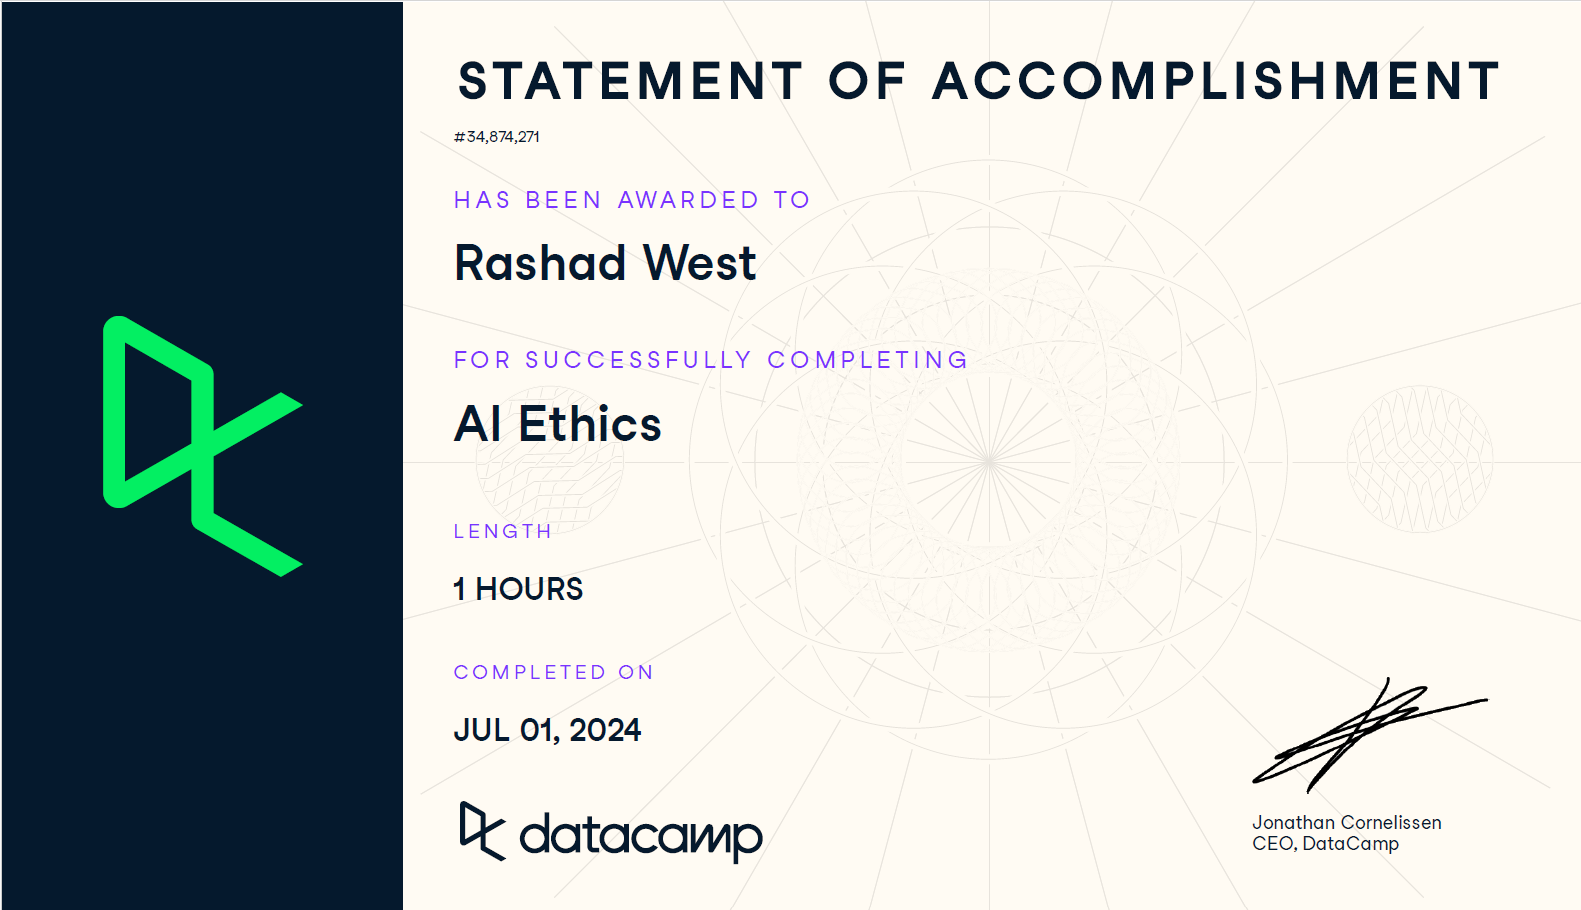 STATEMENT OF ACCOMPLISHMENT
#34,874,271
HAS BEEN AWARDED TO
Rashad West
FOR SUCCESSFULLY COMPLETING
AI Ethics
LENGTH
1 HOURS
COMPLETED ON
JUL 01, 2024
datacamp
Jonathan Cornelissen
CEO, DataCamp